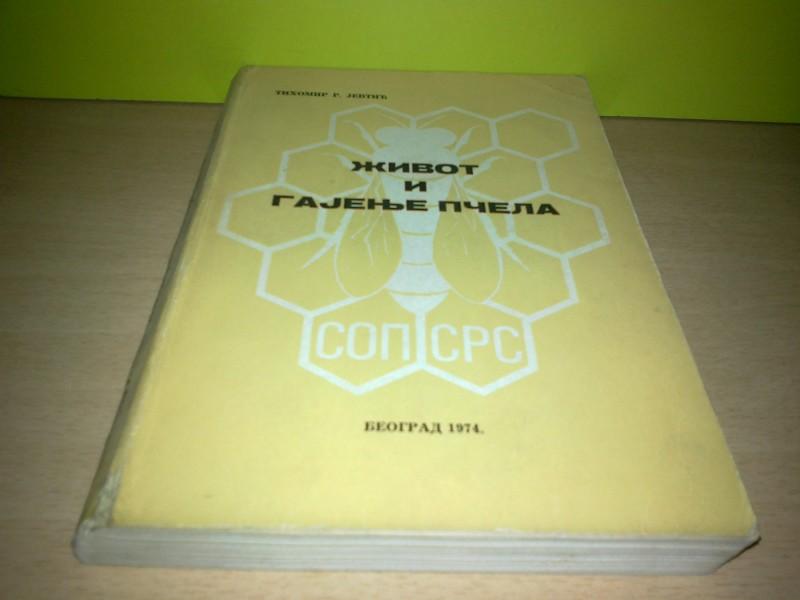 ТИХОМИР Р. ЈЕВТИЋ
ЖИВОТ
И
ГАЈЕЊЕ ПЧЕЛА
СОП СРС
БЕОГРАД 1974.